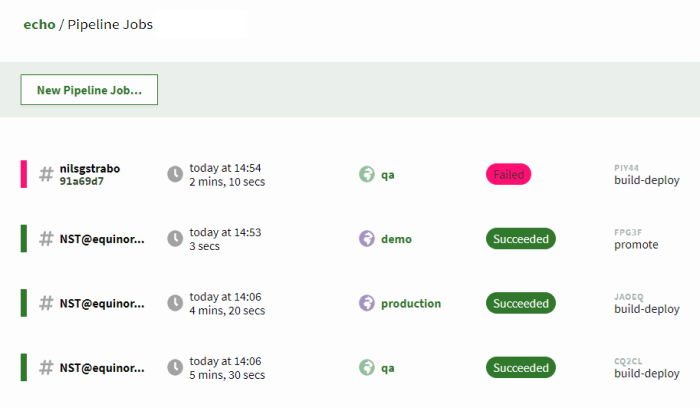 echo / Pipeline Jobs
New Pipeline Job...
nilsgstrabo
91a69d7
today at 14:54
2 mins, 10 secs
qa
Failed
PIY44
build-deploy
NST@equinor...
today at 14:53
3 secs
demo
Succeeded
FPG3F
promote
NST@equinor...
today at 14:06
4 mins, 20 secs
production
Succeeded
JAOEQ
build-deploy
NST@equinor...
today at 14:06
5 mins, 30 secs
qa
Succeeded
CQ2CL
build-deploy